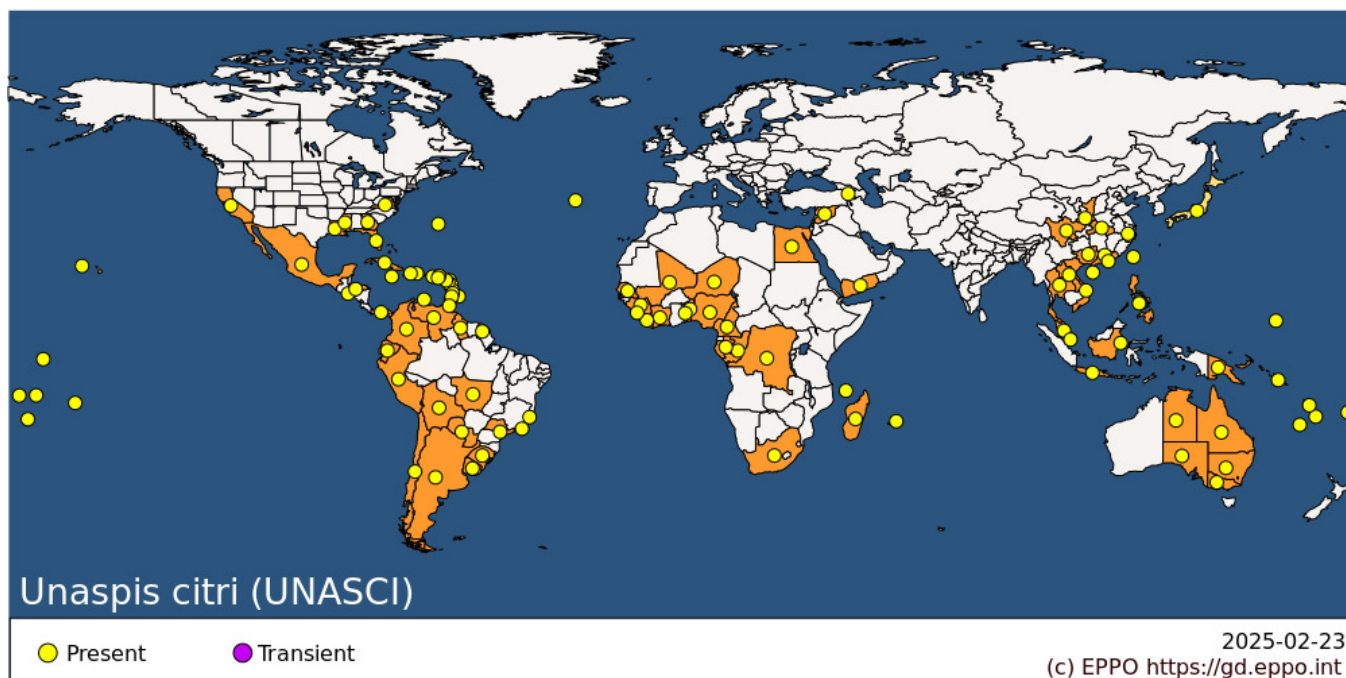 Unaspis citri (UNASCI)
Present
Transient
2025-02-23
(c) EPPO https://gd.eppo.int